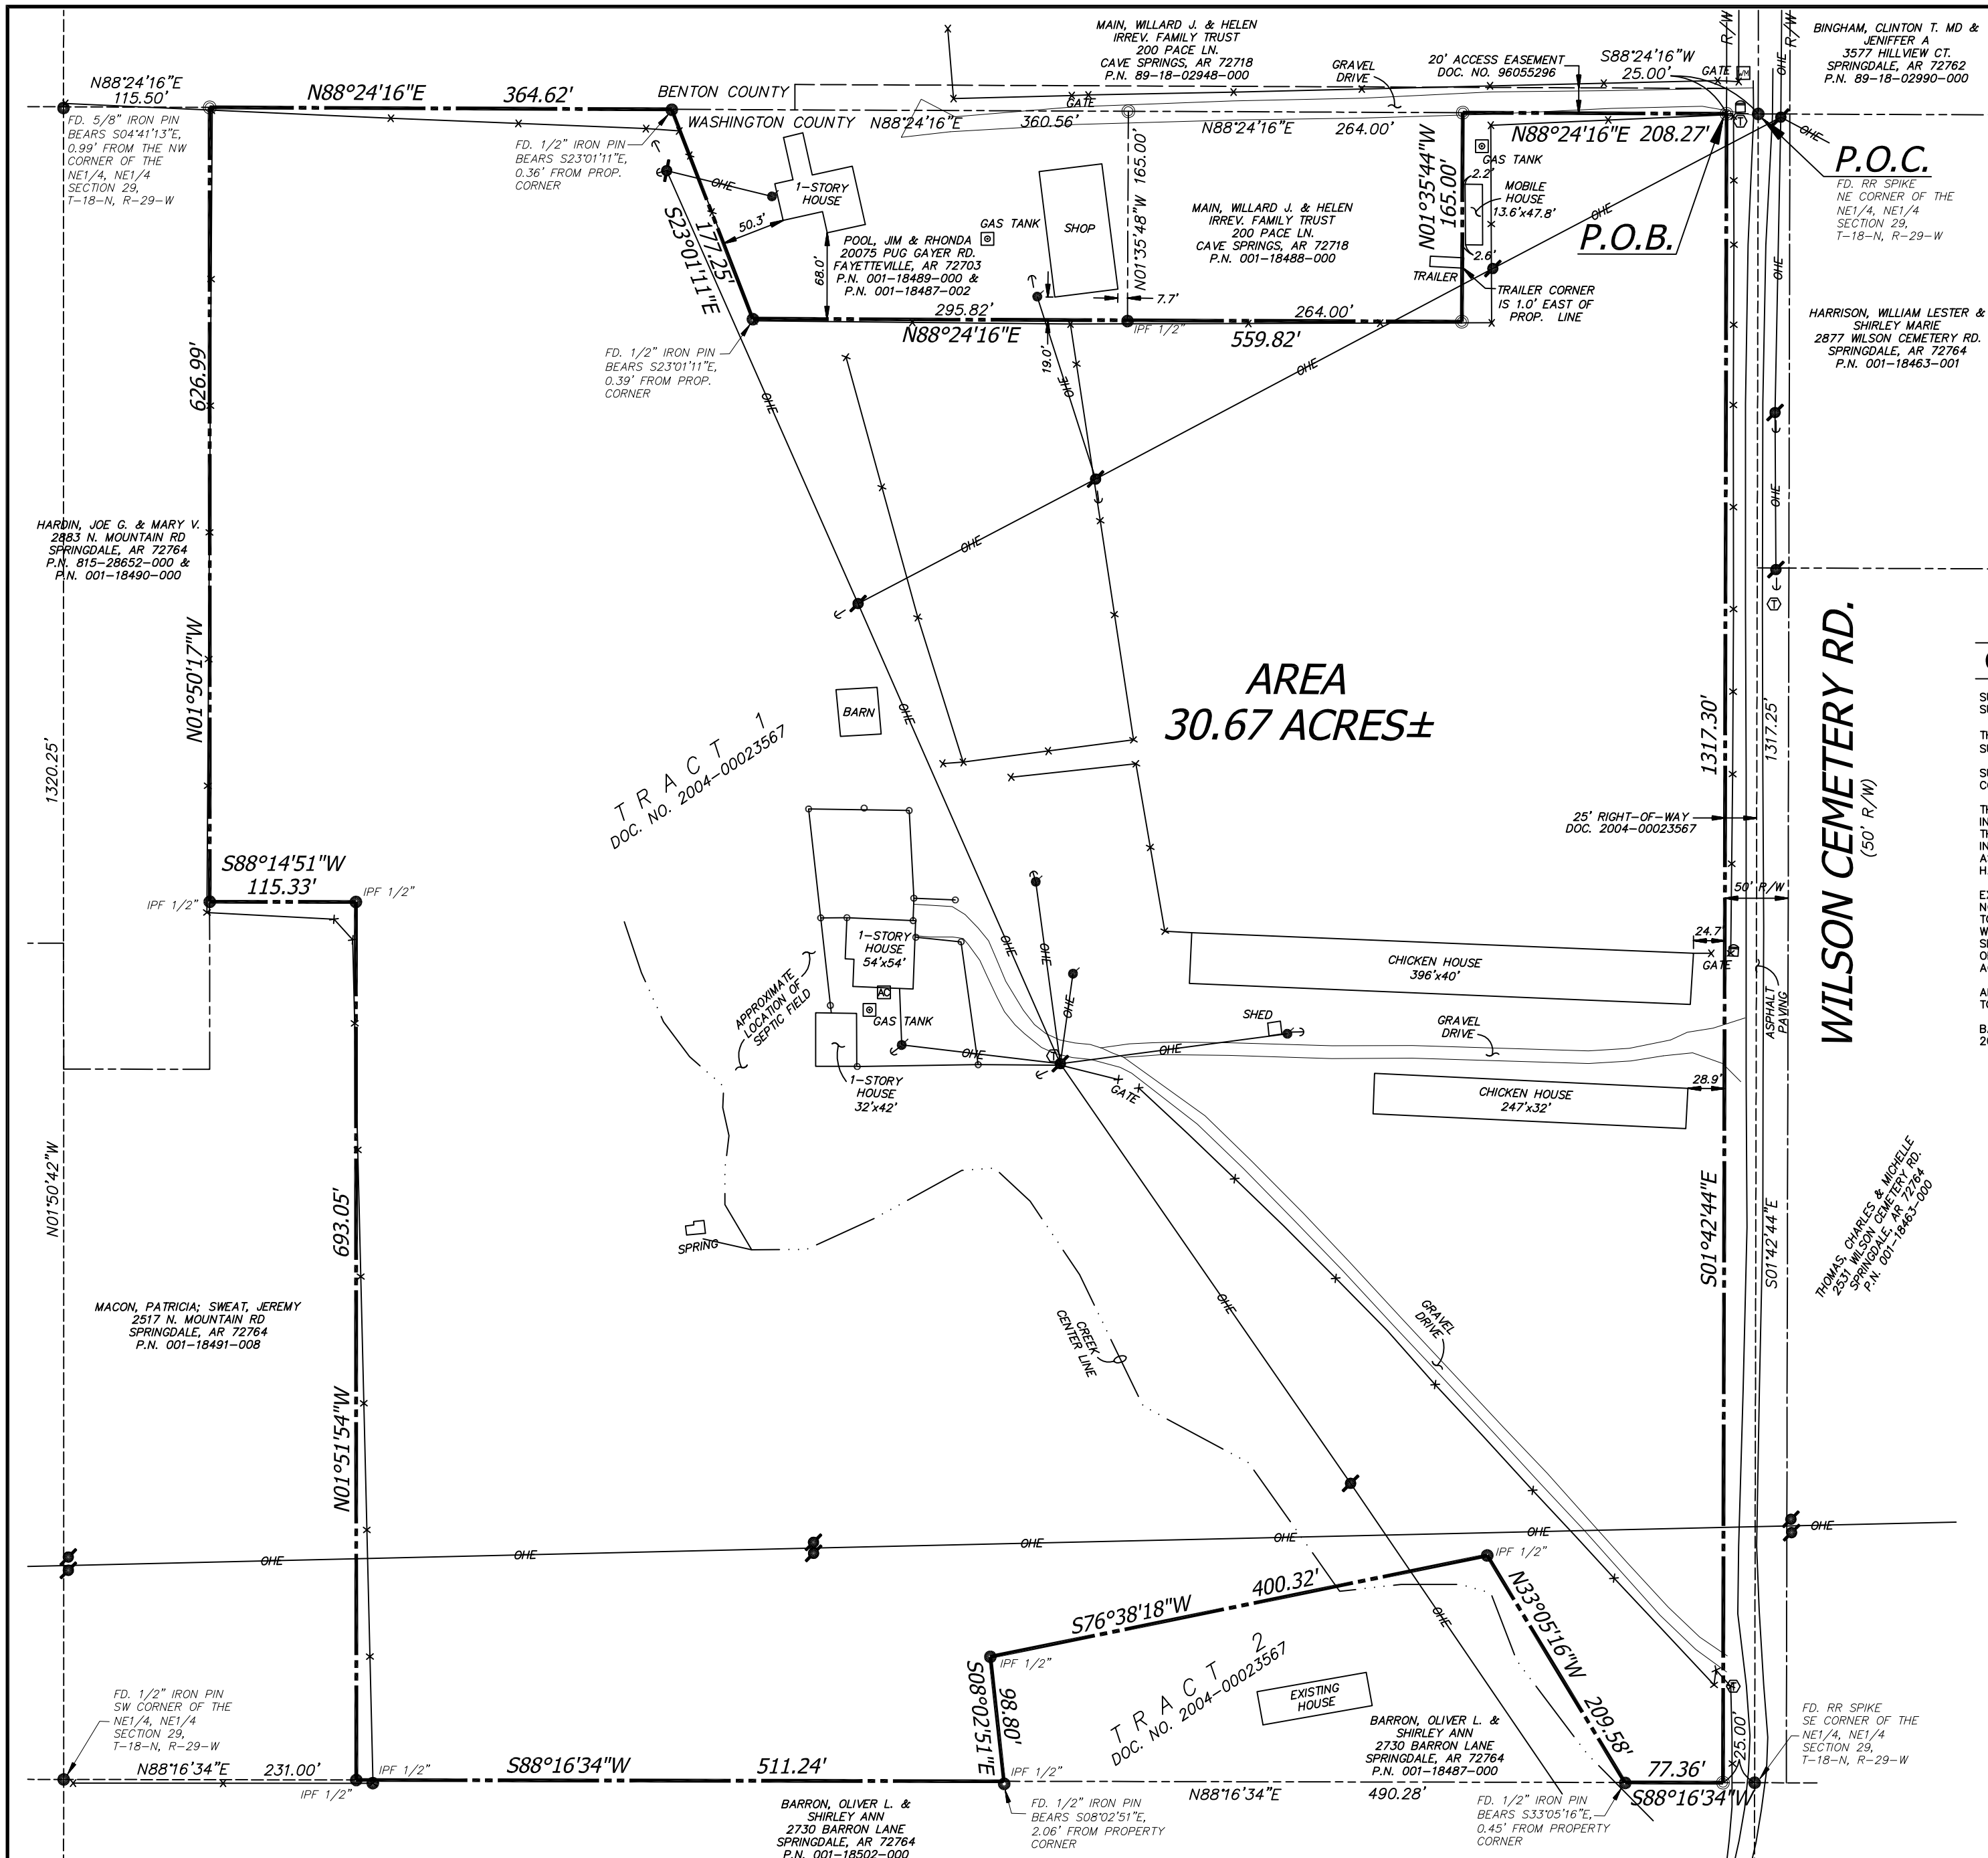 MAIN, WILLARD J. & HELEN
IRREV. FAMILY TRUST
200 PACE LN.
CAVE SPRINGS, AR 72718
P.N. 89-18-02948-000
BINGHAM, CLINTON T. MD &
JENIFFER A
3577 HILLVIEW CT.
SPRINGDALE, AR 72762
P.N. 89-18-02990-000
R/W
R/W
20' ACCESS EASEMENT
DOC. NO. 96055296
S88°24'16"W
25.00'
GATE
WM
OHE
GRAVEL
DRIVE
N88°24'16"E
115.50'
N88°24'16"E
364.62'
BENTON COUNTY
WASHINGTON COUNTY
GATE
N88°24'16"E
360.56'
N88°24'16"E
264.00'
N88°24'16"E 208.27'
OHE
T
P.O.C.
FD. RR SPIKE
NE CORNER OF THE
NE1/4, NE1/4
SECTION 29,
T-18-N, R-29-W
FD. 5/8" IRON PIN
BEARS S04°41'13"E,
0.99' FROM THE NW
CORNER OF THE
NE1/4, NE1/4
SECTION 29,
T-18-N, R-29-W
FD. 1/2" IRON PIN
BEARS S23°01'11"E,
0.36' FROM PROP.
CORNER
OHE
1-STORY
HOUSE
50.3'
68.0'
S23°01'11"E
177.25'
POOL, JIM & RHONDA
20075 PUG GAYER RD.
FAYETTEVILLE, AR 72703
P.N. 001-18489-000 &
P.N. 001-18487-002
GAS TANK
SHOP
N01°35'48"W 165.00'
7.7'
MAIN, WILLARD J. & HELEN
IRREV. FAMILY TRUST
200 PACE LN.
CAVE SPRINGS, AR 72718
P.N. 001-18488-000
N01°35'44"W
165.00'
GAS TANK
2.2'
MOBILE
HOUSE
13.6'x47.8'
2.6'
TRAILER
TRAILER CORNER
IS 1.0' EAST OF
PROP. LINE
OHE
P.O.B.
OHE
295.82'
N88°24'16"E
IPF 1/2"
264.00'
559.82'
19.0'
OHE
OHE
OHE
FD. 1/2" IRON PIN
BEARS S23°01'11"E,
0.39' FROM PROP.
CORNER
HARRISON, WILLIAM LESTER &
SHIRLEY MARIE
2877 WILSON CEMETERY RD.
SPRINGDALE, AR 72764
P.N. 001-18463-001
626.99'
N01°50'17"W
HARDIN, JOE G. & MARY V.
2883 N. MOUNTAIN RD
SPRINGDALE, AR 72764
P.N. 815-28652-000 &
P.N. 001-18490-000
1320.25'
N01°50'42"W
OHE
OHE
T
AREA
30.67 ACRES±
WILSON CEMETERY RD.
(50' R/W)
1317.30'
1317.25'
BARN
OHE
TRACT 1
DOC. NO. 2004-00023567
25' RIGHT-OF-WAY
DOC. 2004-00023567
50' R/W
S88°14'51"W
115.33'
IPF 1/2"
IPF 1/2"
1-STORY
HOUSE
54'x54'
AC
GAS TANK
APPROXIMATE
LOCATION OF
SEPTIC FIELD
1-STORY
HOUSE
32'x42'
OHE
OHE
OHE
OHE
OHE
T
GATE
SHED
CHICKEN HOUSE
396'x40'
24.7'
GATE
GRAVEL
DRIVE
CHICKEN HOUSE
247'x32'
28.9'
ASPHALT
PAVING
S01°42'44"E
S01°42'44"E
THOMAS, CHARLES & MICHELLE
2531 WILSON CEMETERY RD.
SPRINGDALE, AR 72764
P.N. 001-18463-000
693.05'
N01°51'54"W
SPRING
MACON, PATRICIA; SWEAT, JEREMY
2517 N. MOUNTAIN RD
SPRINGDALE, AR 72764
P.N. 001-18491-008
CREEK
CENTER LINE
OHE
GRAVEL
DRIVE
OHE
OHE
OHE
OHE
OHE
OHE
OHE
IPF 1/2"
S76°38'18"W
400.32'
N33°05'16"W
209.58'
IPF 1/2"
S08°02'51"E
98.80'
TRACT 2
DOC. NO. 2004-00023567
EXISTING
HOUSE
BARRON, OLIVER L. &
SHIRLEY ANN
2730 BARRON LANE
SPRINGDALE, AR 72764
P.N. 001-18487-000
T
25.00'
FD. RR SPIKE
SE CORNER OF THE
NE1/4, NE1/4
SECTION 29,
T-18-N, R-29-W
FD. 1/2" IRON PIN
SW CORNER OF THE
NE1/4, NE1/4
SECTION 29,
T-18-N, R-29-W
N88°16'34"E
231.00'
IPF 1/2"
IPF 1/2"
S88°16'34"W
511.24'
IPF 1/2"
FD. 1/2" IRON PIN
BEARS S08°02'51"E,
2.06' FROM PROPERTY
CORNER
N88°16'34"E
490.28'
FD. 1/2" IRON PIN
BEARS S33°05'16"E,
0.45' FROM PROPERTY
CORNER
77.36'
S88°16'34"W
BARRON, OLIVER L. &
SHIRLEY ANN
2730 BARRON LANE
SPRINGDALE, AR 72764
P.N. 001-18502-000